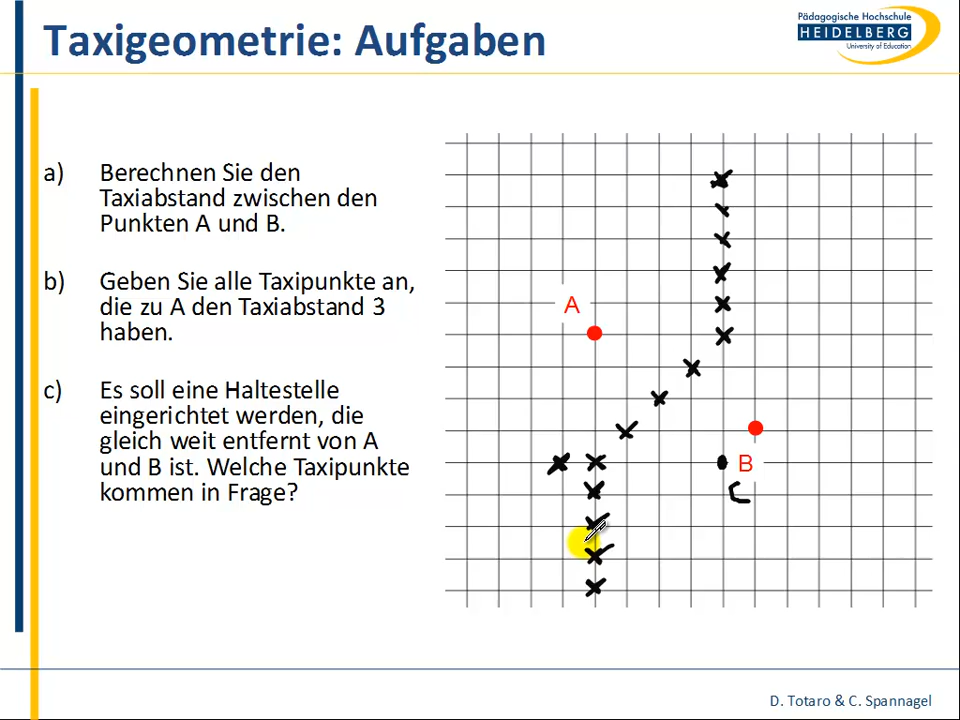 Taxigeometrie: Aufgaben
Pädagogische Hochschule
HEIDELBERG
University of Education
a) Berechnen Sie den
Taxiabstand zwischen den
Punkten A und B.
b) Geben Sie alle Taxipunkte an,
die zu A den Taxiabstand 3
haben.
c) Es soll eine Haltestelle
eingerichtet werden, die
gleich weit entfernt von A
und B ist. Welche Taxipunkte
kommen in Frage?
A
B
C
D. Totaro & C. Spannagel